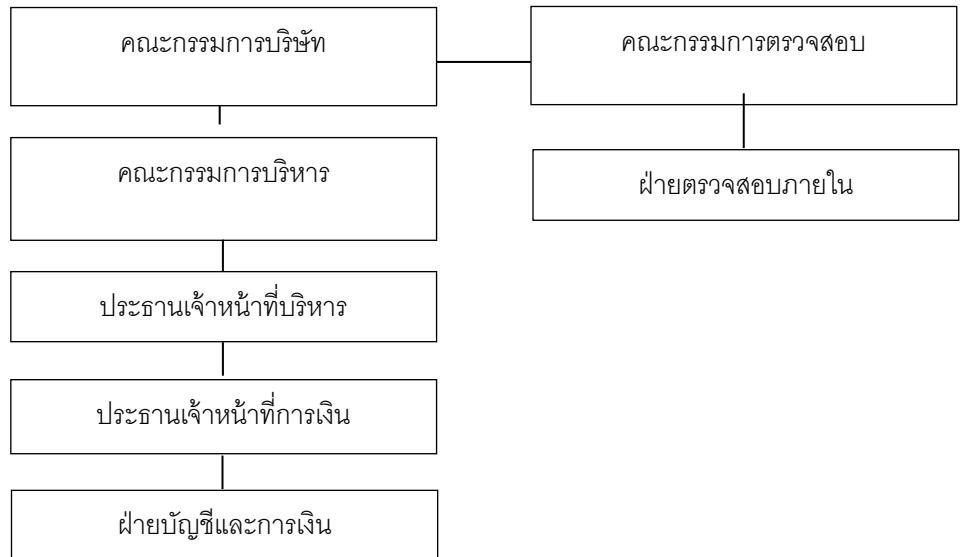 คณะกรรมการบริษัท
คณะกรรมการตรวจสอบ
คณะกรรมการบริหาร
ฝ่ายตรวจสอบภายใน
ประธานเจ้าหน้าที่บริหาร
ประธานเจ้าหน้าที่การเงิน
ฝ่ายบัญชีและการเงิน